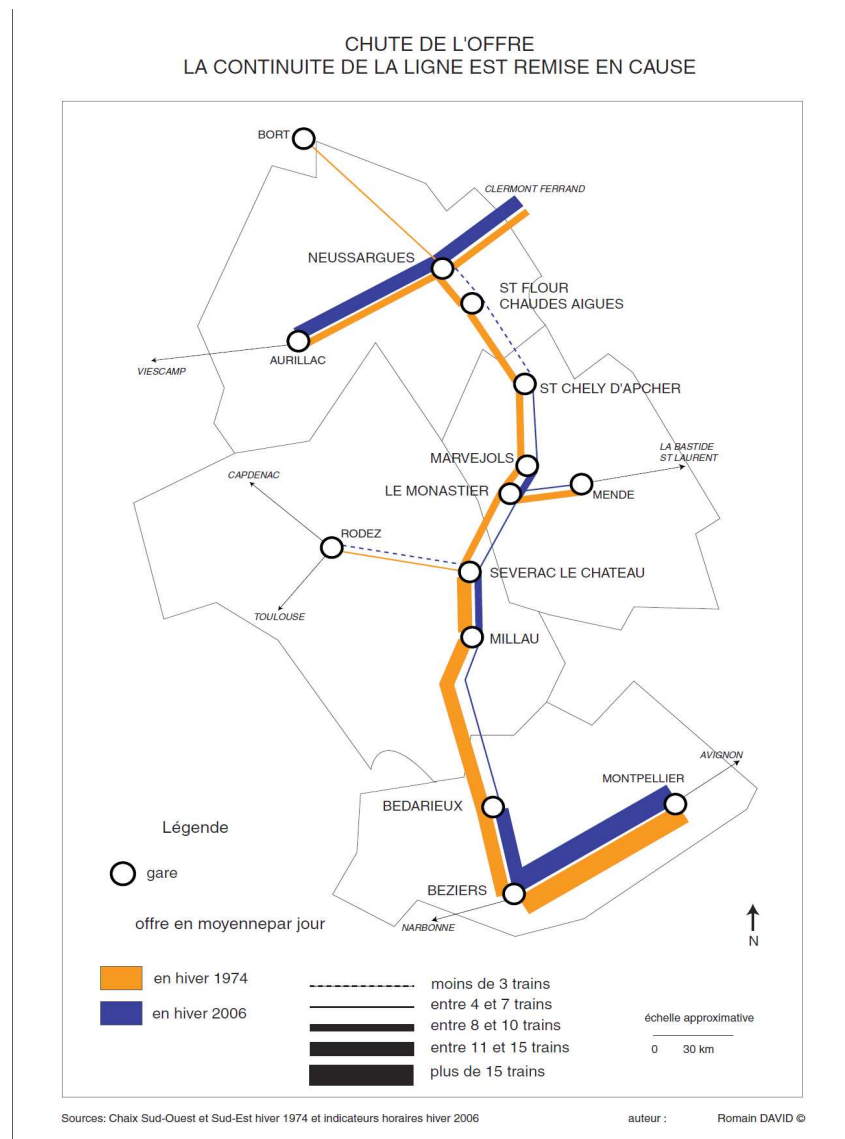 CHUTE DE L'OFFRE
LA CONTINUITE DE LA LIGNE EST REMISE EN CAUSE
BORT
CLERMONT FERRAND
NEUSSARGUES
ST FLOUR
CHAUDES AIGUES
AURILLAC
VIESCAMP
ST CHELY D'APCHER
MARVEJOLS
LA BASTIDE
ST LAURENT
CAPDENAC
LE MONASTIER
MENDE
RODEZ
SEVERAC LE CHATEAU
TOULOUSE
MILLAU
AVIGNON
MONTPELLIER
BEDARIEUX
Légende
gare
BEZIERS
offre en moyennepar jour
NARBONNE
N
en hiver 1974
en hiver 2006
moins de 3 trains
entre 4 et 7 trains
entre 8 et 10 trains
entre 11 et 15 trains
plus de 15 trains
échelle approximative
0 30 km
Sources: Chaix Sud-Ouest et Sud-Est hiver 1974 et indicateurs horaires hiver 2006 auteur : Romain DAVID ©